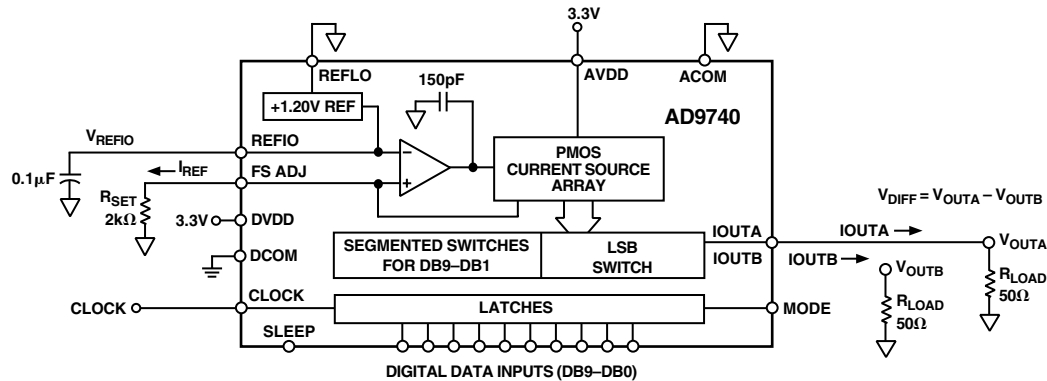 3.3V
REFLO
150pF
AVDD
ACOM
+1.20V REF
AD9740
VREFIO
REFIO
–
PMOS
CURRENT SOURCE
ARRAY
0.1μF
IREF
FS ADJ
+
RSET
2kΩ
VDIFF = VOUTA – VOUTB
3.3V
DVDD
DCOM
SEGMENTED SWITCHES
FOR DB9–DB1
LSB
SWITCH
IOUTA
IOUTB
IOUTA
IOUTB
VOUTA
VOUTB
RLOAD
50Ω
RLOAD
50Ω
CLOCK
CLOCK
LATCHES
MODE
SLEEP
DIGITAL DATA INPUTS (DB9–DB0)